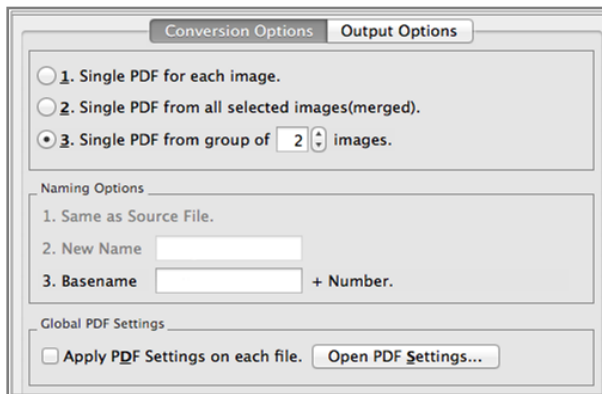 Conversion Options Output Options
1. Single PDF for each image.
2. Single PDF from all selected images(merged).
3. Single PDF from group of 2 images.
Naming Options
1. Same as Source File.
2. New Name
3. Basename + Number.
Global PDF Settings
Apply PDF Settings on each file. Open PDF Settings...